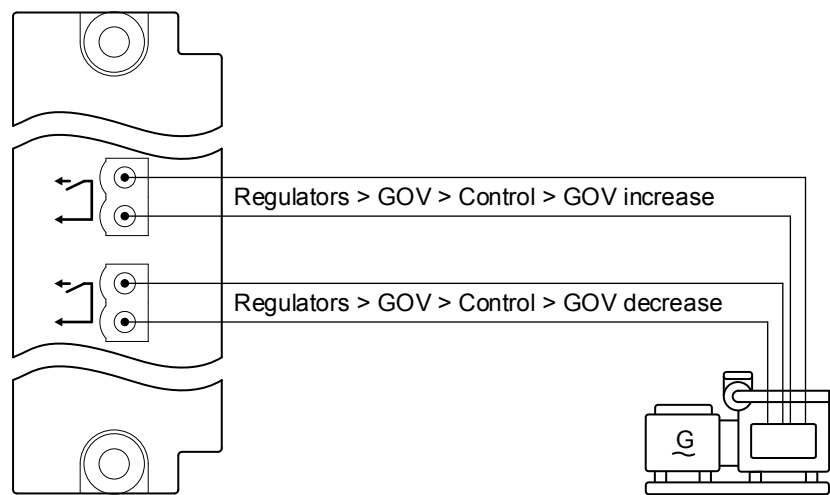 Regulators > GOV > Control > GOV increase
Regulators > GOV > Control > GOV decrease
G